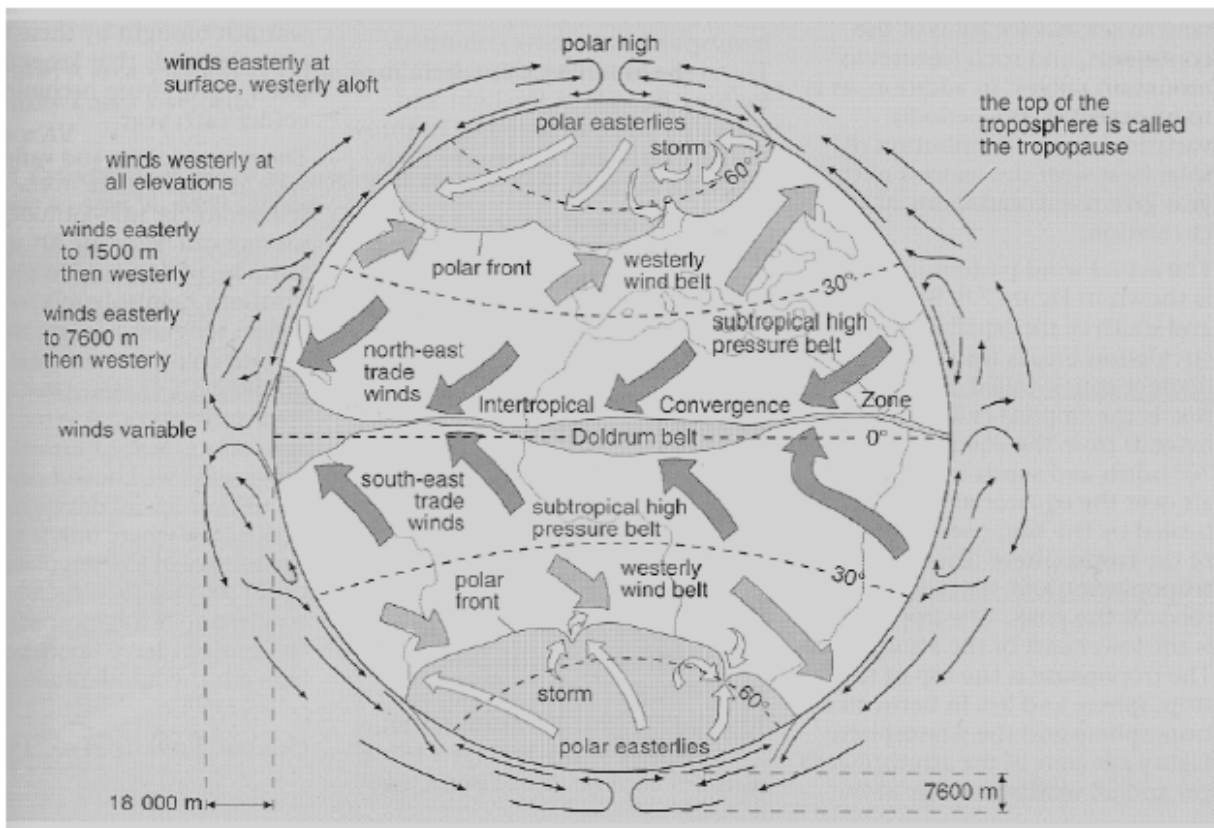 polar high
winds easterly at
surface, westerly aloft
the top of the
troposphere is called
the tropopause
polar easterlies
storm
60°
winds westerly at
all elevations
winds easterly
to 1500 m
then westerly
polar front
westerly
wind belt
30°
winds easterly
to 7600 m
then westerly
north-east
trade
winds
subtropical high
pressure belt
Intertropical Convergence Zone
winds variable
Doldrum belt
0°
south-east
trade
winds
subtropical high
pressure belt
30°
polar
front
westerly
wind belt
storm
60°
polar easterlies
18 000 m
7600 m